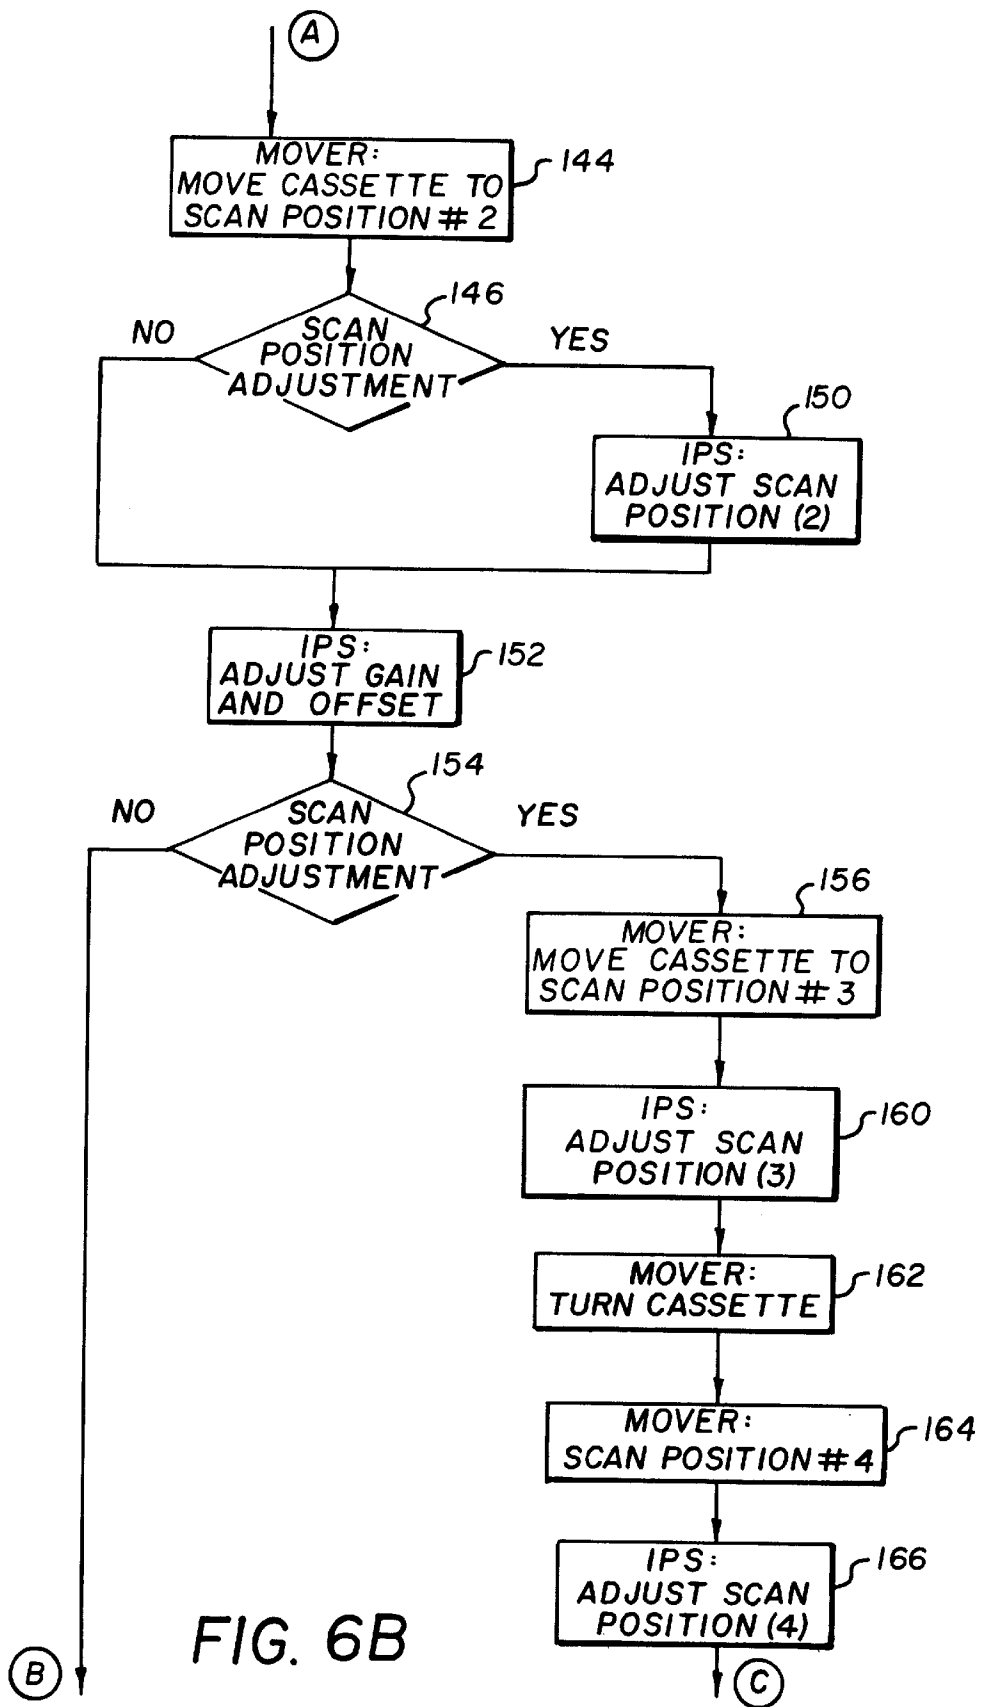 A
MOVER:
MOVE CASSETTE TO
SCAN POSITION # 2
144
146
NO
SCAN
POSITION
ADJUSTMENT
YES
150
IPS:
ADJUST SCAN
POSITION (2)
IPS:
ADJUST GAIN
AND OFFSET
152
154
NO
SCAN
POSITION
ADJUSTMENT
YES
156
MOVER:
MOVE CASSETTE TO
SCAN POSITION # 3
IPS:
ADJUST SCAN
POSITION (3)
160
MOVER:
TURN CASSETTE
162
MOVER:
SCAN POSITION # 4
164
IPS:
ADJUST SCAN
POSITION (4)
166
FIG. 6B
B
C